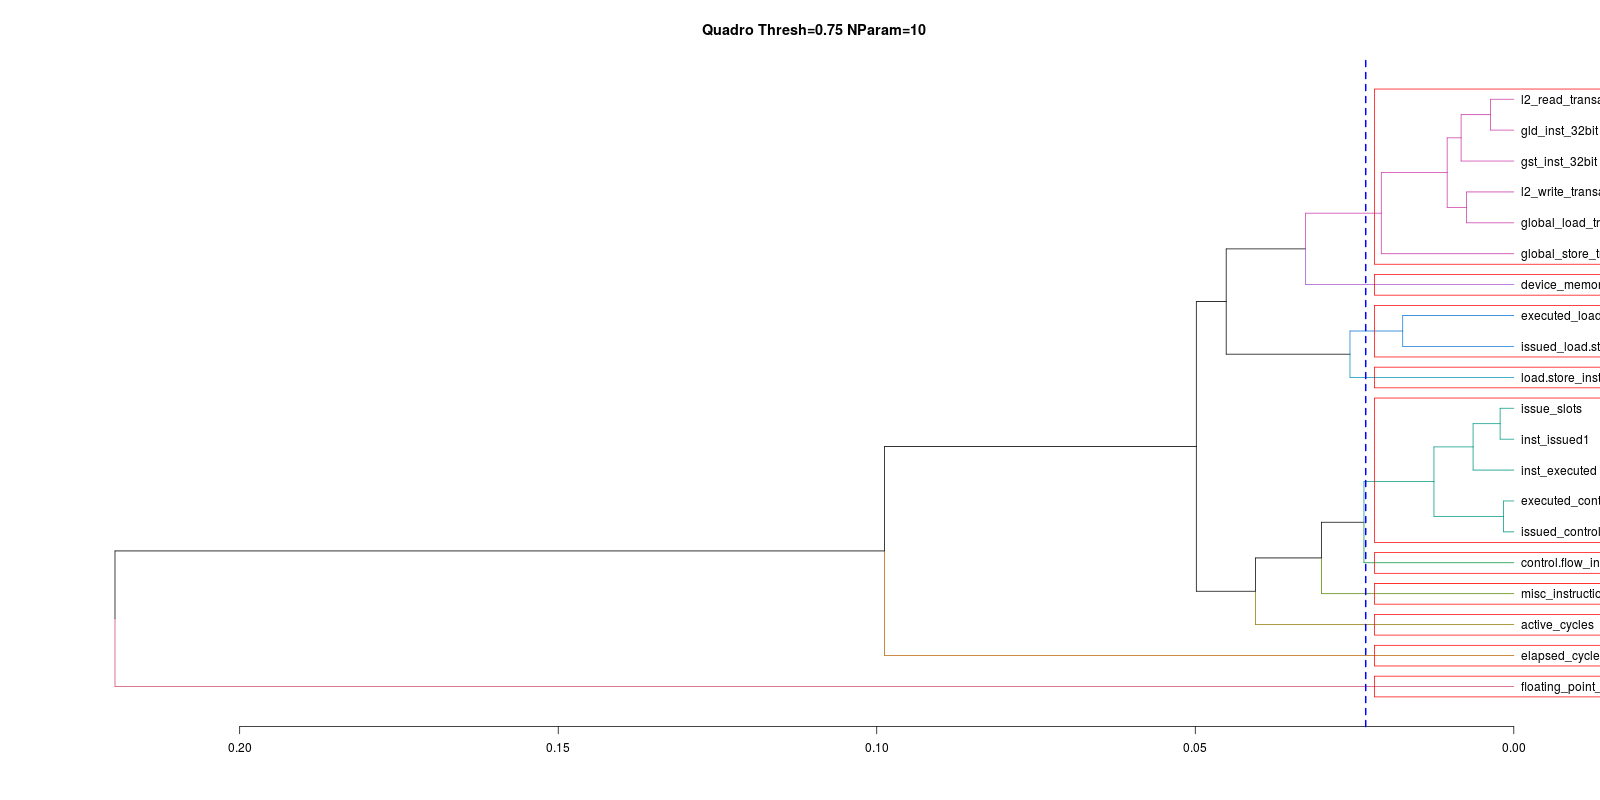 Quadro Thresh=0.75 NParam=10
l2_read_transa
gld_inst_32bit
gst_inst_32bit
l2_write_transa
global_load_tr
global_store_t
device_memor
executed_load
issued_load.st
load.store_inst
issue_slots
inst_issued1
inst_executed
executed_cont
issued_control
control.flow_in
misc_instructio
active_cycles
elapsed_cycle
floating_point_
0.20 0.15 0.10 0.05 0.00